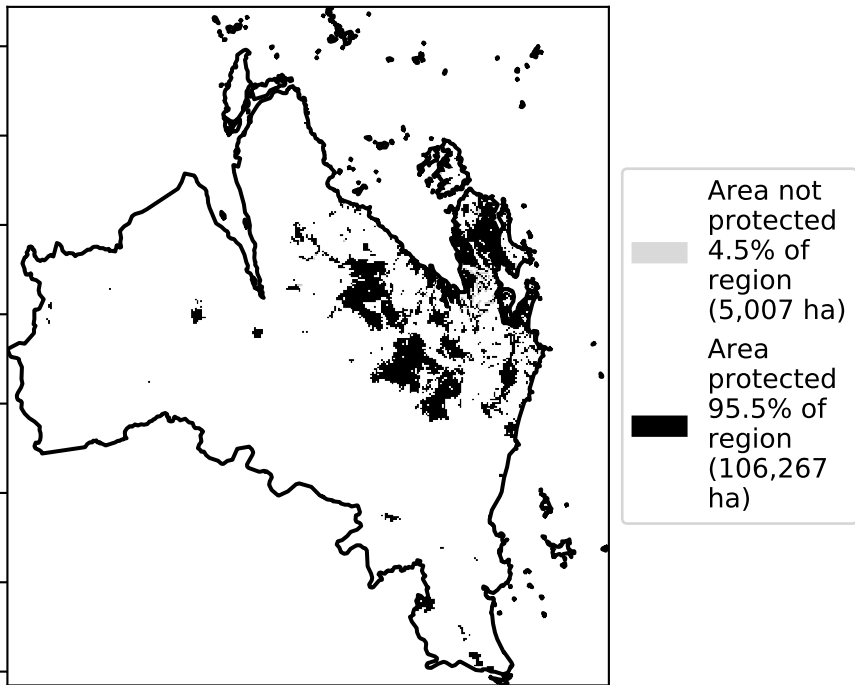 Area not
protected
4.5% of
region
(5,007 ha)
Area
protected
95.5% of
region
(106,267
ha)